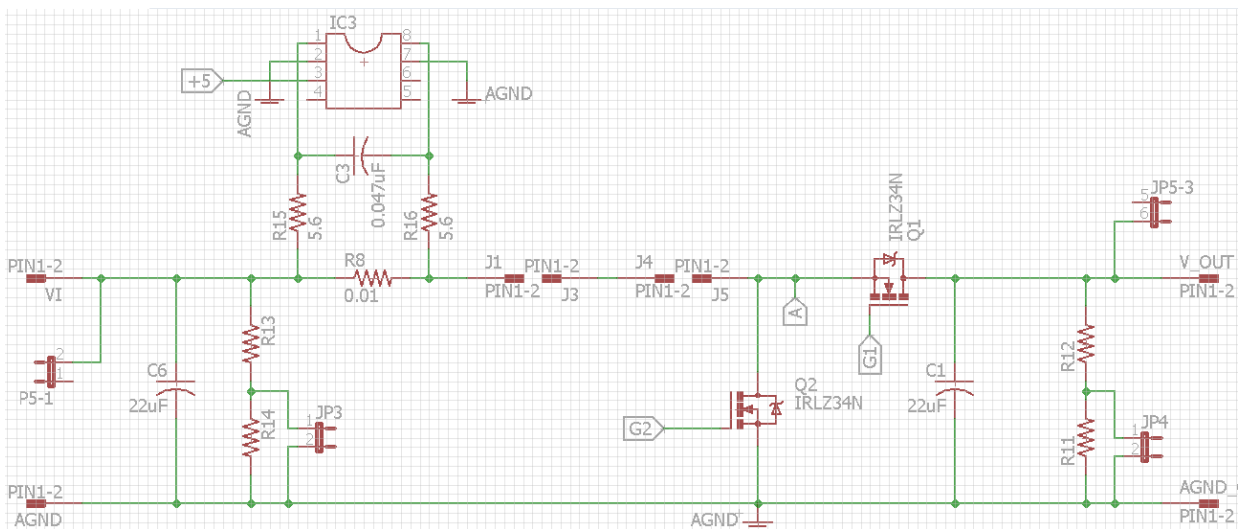 IC3
1
2
3
4
8
7
6
5
+5
AGND
AGND
C3
0.047uF
R15
5.6
R16
5.6
IRLZ34N
Q1
5
6
JP5-3
PIN1-2
VI
R8
0.01
J1
PIN1-2
PIN1-2
J3
J4
PIN1-2
PIN1-2
J5
A
G1
V_OUT
PIN1-2
2
1
P5-1
C6
22uF
R13
R14
1
2
JP3
G2
Q2
IRLZ34N
C1
22uF
R12
R11
1
2
JP4
PIN1-2
AGND
AGND
AGND_
PIN1-2